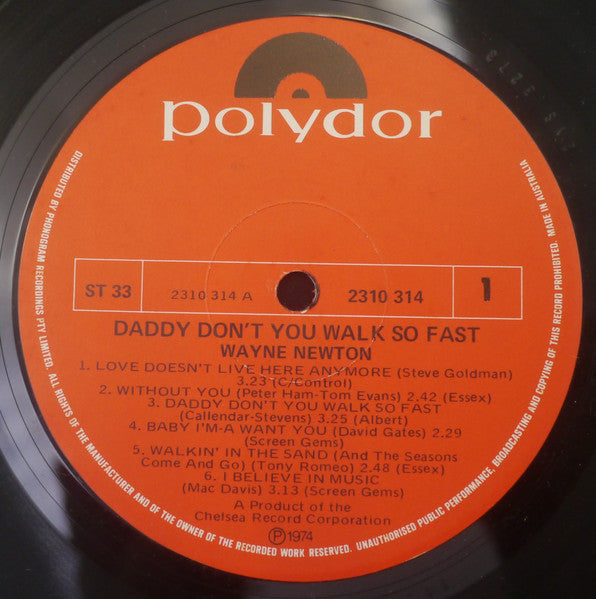 polydor
ST 33
2310 314 A
2310 314
1
DADDY DON'T YOU WALK SO FAST
WAYNE NEWTON
1. LOVE DOESN'T LIVE HERE ANYMORE (Steve Goldman)
3.23 (C/Control)
2. WITHOUT YOU (Peter Ham-Tom Evans) 2.42 (Essex)
3. DADDY DON'T YOU WALK SO FAST
(Callendar-Stevens) 3.25 (Albert)
4. BABY I'M-A WANT YOU (David Gates) 2.29
(Screen Gems)
5. WALKIN' IN THE SAND (And The Seasons
Come And Go) (Tony Romeo) 2.48 (Essex)
6. I BELIEVE IN MUSIC
(Mac Davis) 3.13 (Screen Gems)
A Product of the
Chelsea Record Corporation
Ⓟ 1974
DISTRIBUTED BY PHONOGRAM RECORDINGS PTY LIMITED. ALL RIGHTS OF THE MANUFACTURER AND OF THE OWNER OF THE RECORDED WORK RESERVED. UNAUTHORISED PUBLIC PERFORMANCE, BROADCASTING AND COPYING OF THIS RECORD PROHIBITED. MADE IN AUSTRALIA